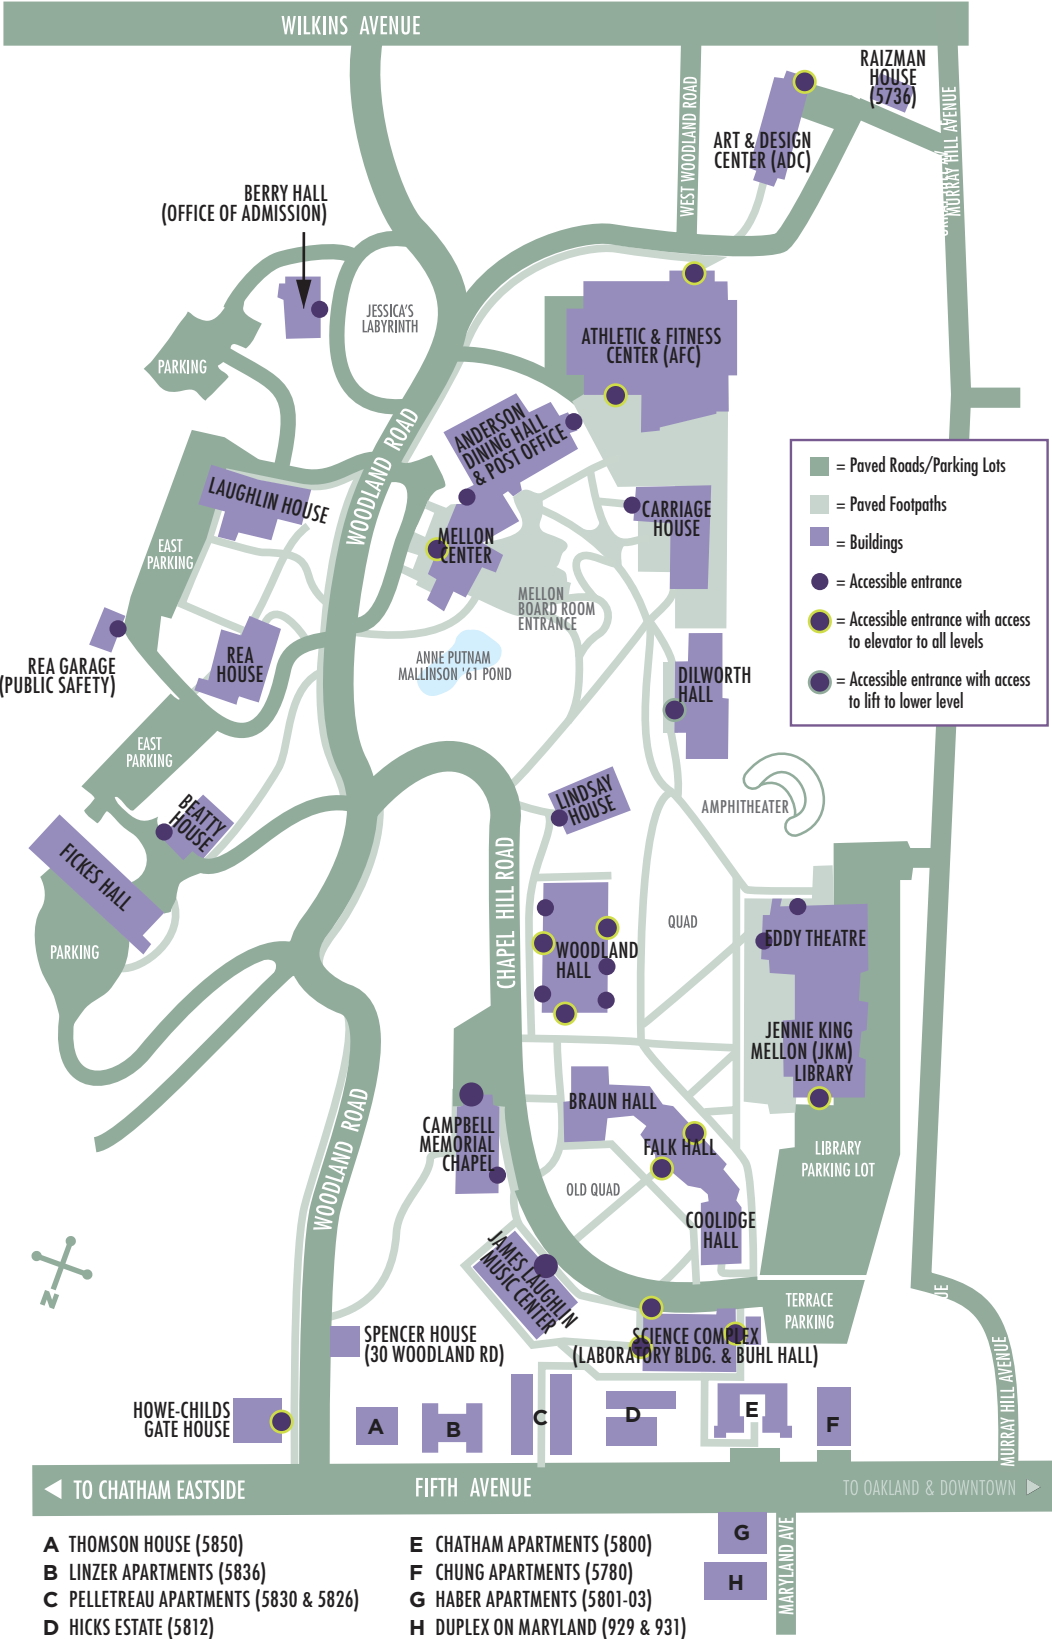 WILKINS AVENUE
RAIZMAN
HOUSE
(5736)
WEST WOODLAND ROAD
MURRAY HILL AVENUE
ART & DESIGN
CENTER (ADC)
BERRY HALL
(OFFICE OF ADMISSION)
JESSICA'S
LABYRINTH
ATHLETIC & FITNESS
CENTER (AFC)
PARKING
WOODLAND ROAD
ANDERSON
DINING HALL
& POST OFFICE
LAUGHLIN HOUSE
CARRIAGE
HOUSE
MELLON
CENTER
EAST
PARKING
MELLON
BOARD ROOM
ENTRANCE
= Paved Roads/Parking Lots
= Paved Footpaths
= Buildings
= Accessible entrance
= Accessible entrance with access
to elevator to all levels
= Accessible entrance with access
to lift to lower level
REA GARAGE
(PUBLIC SAFETY)
REA
HOUSE
ANNE PUTNAM
MALLINSON '61 POND
DILWORTH
HALL
EAST
PARKING
BEATTY
HOUSE
LINDSAY
HOUSE
AMPHITHEATER
FICKES HALL
CHAPEL HILL ROAD
PARKING
QUAD
EDDY THEATRE
WOODLAND
HALL
JENNIE KING
MELLON (JKM)
LIBRARY
BRAUN HALL
WOODLAND ROAD
CAMPBELL
MEMORIAL
CHAPEL
FALK HALL
LIBRARY
PARKING LOT
OLD QUAD
COOLIDGE
HALL
JAMES LAUGHLIN
MUSIC CENTER
N
UE
TERRACE
PARKING
SPENCER HOUSE
(30 WOODLAND RD)
SCIENCE COMPLEX
(LABORATORY BLDG. & BUHL HALL)
MURRAY HILL AVENUE
HOWE-CHILDS
GATE HOUSE
A
B
C
D
E
F
TO CHATHAM EASTSIDE
FIFTH AVENUE
TO OAKLAND & DOWNTOWN
G
H
MARYLAND AVE
A THOMSON HOUSE (5850)
B LINZER APARTMENTS (5836)
C PELLETREAU APARTMENTS (5830 & 5826)
D HICKS ESTATE (5812)
E CHATHAM APARTMENTS (5800)
F CHUNG APARTMENTS (5780)
G HABER APARTMENTS (5801-03)
H DUPLEX ON MARYLAND (929 & 931)